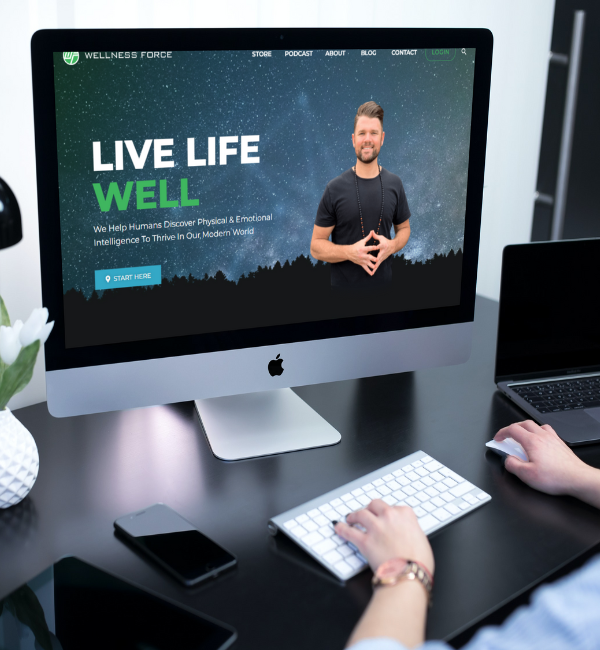 WELLNESS FORCE
STORE PODCAST ABOUT BLOG CONTACT LOGIN
LIVE LIFE
WELL
We Help Humans Discover Physical & Emotional
Intelligence To Thrive In Our Modern World
START HERE